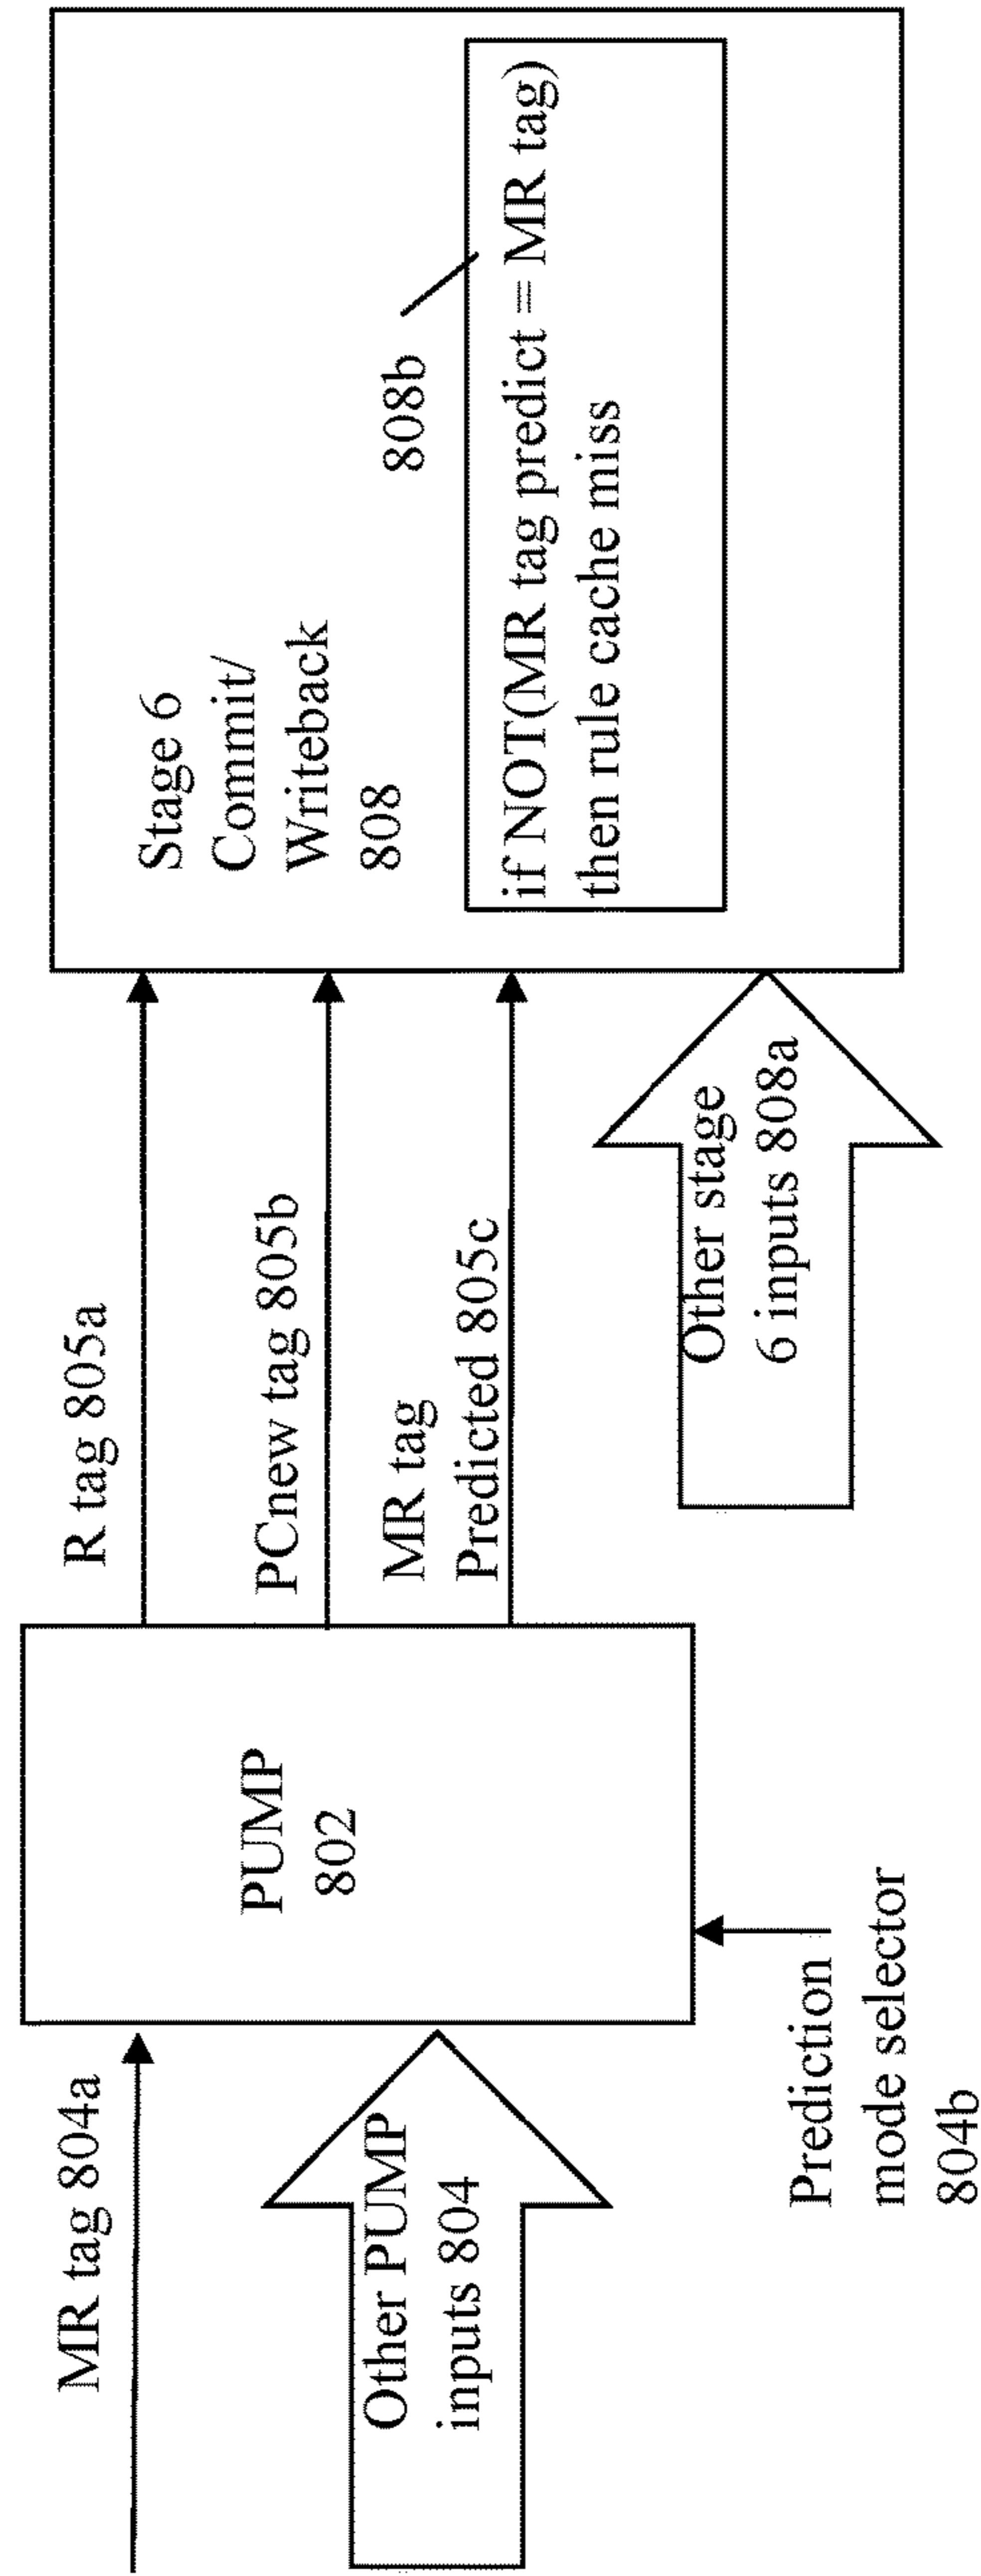 MR tag 804a
Other PUMP
inputs 804
Prediction
mode selector
804b
PUMP
802
R tag 805a
PCnew tag 805b
MR tag
Predicted 805c
Other stage
6 inputs 808a
Stage 6
Commit/
Writeback
808
808b
if NOT(MR tag predict = MR tag)
then rule cache miss